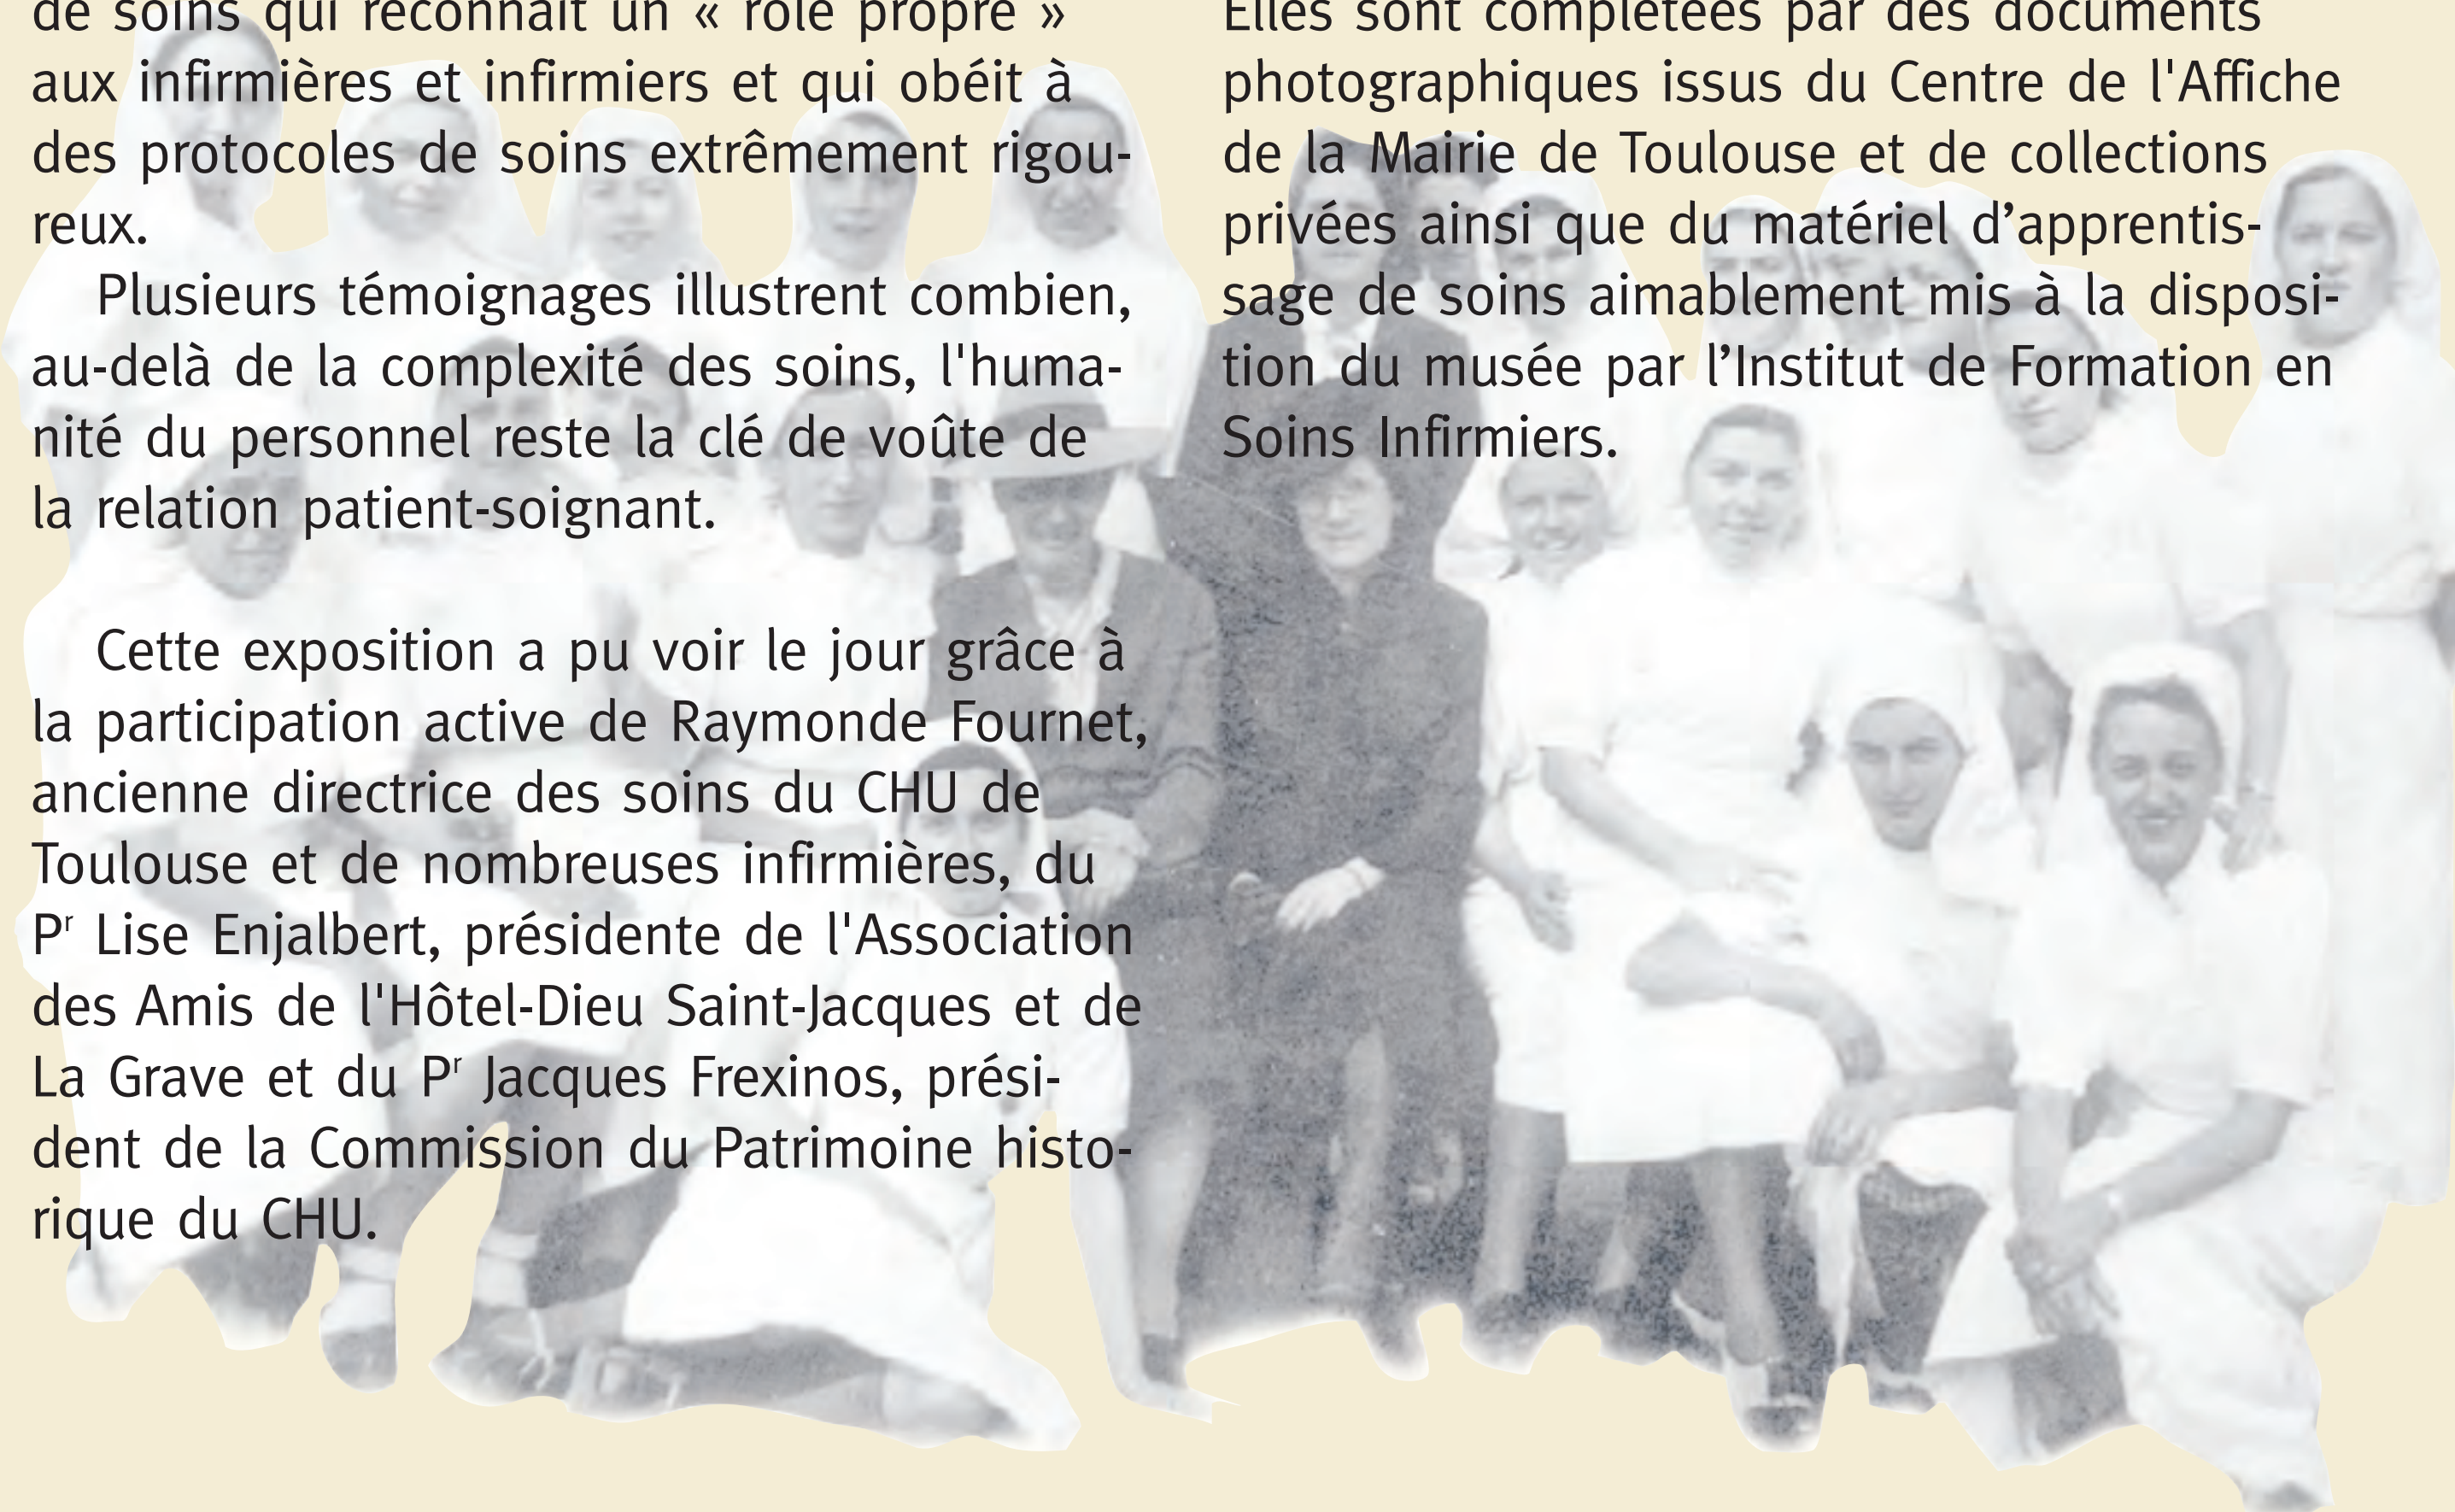 de soins qui reconnaît un « rôle propre »
aux infirmières et infirmiers et qui obéit à
des protocoles de soins extrêmement rigou-
reux.
Plusieurs témoignages illustrent combien,
au-delà de la complexité des soins, l'huma-
nité du personnel reste la clé de voûte de
la relation patient-soignant.
Cette exposition a pu voir le jour grâce à
la participation active de Raymonde Fournet,
ancienne directrice des soins du CHU de
Toulouse et de nombreuses infirmières, du
Pr Lise Enjalbert, présidente de l'Association
des Amis de l'Hôtel-Dieu Saint-Jacques et de
La Grave et du Pr Jacques Frexinos, prési-
dent de la Commission du Patrimoine histo-
rique du CHU.
Elles sont complétées par des documents
photographiques issus du Centre de l'Affiche
de la Mairie de Toulouse et de collections
privées ainsi que du matériel d’apprentis-
sage de soins aimablement mis à la disposi-
tion du musée par l’Institut de Formation en
Soins Infirmiers.